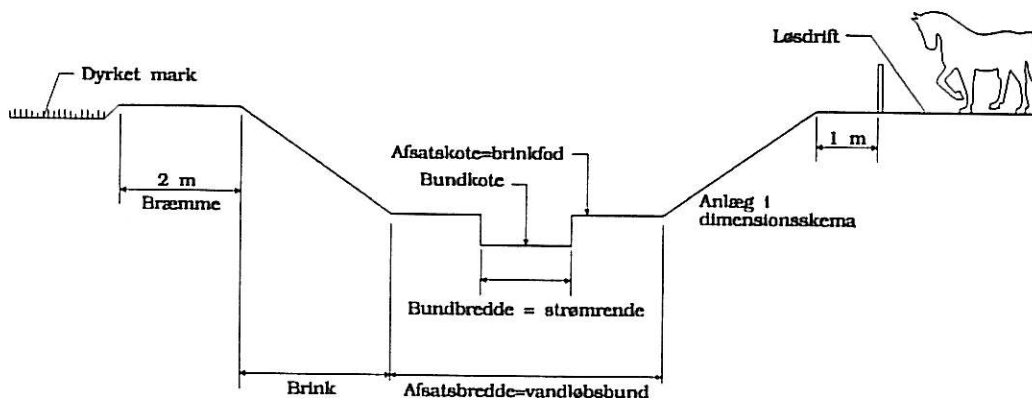 Løsdrift
Dyrket mark
1 m
Afsatskote=brinkfod
Bundkote
2 m
Bræmme
Anlæg i
dimensionsskema
Bundbredde = strømrende
Brink
Afsatsbredde=vandløbsbund